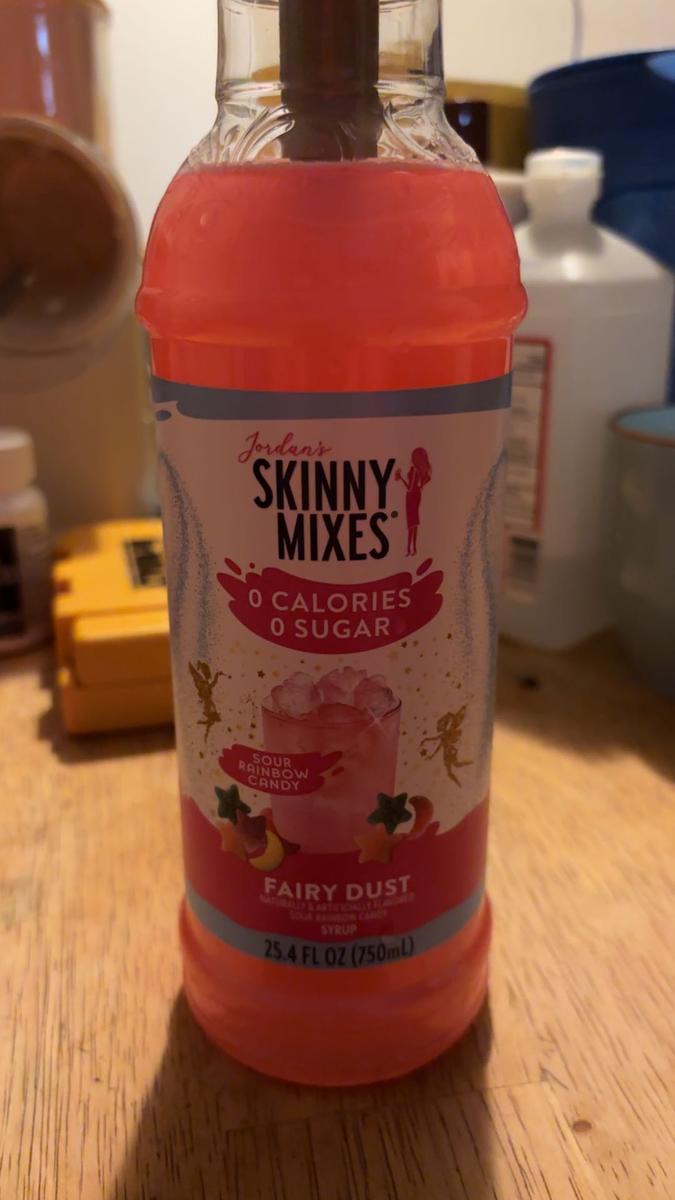 Jordan's
SKINNY
MIXES®
0 CALORIES
0 SUGAR
SOUR
RAINBOW
CANDY
FAIRY DUST
NATURALLY & ARTIFICIALLY FLAVORED
SOUR RAINBOW CANDY
SYRUP
25.4 FL OZ (750mL)